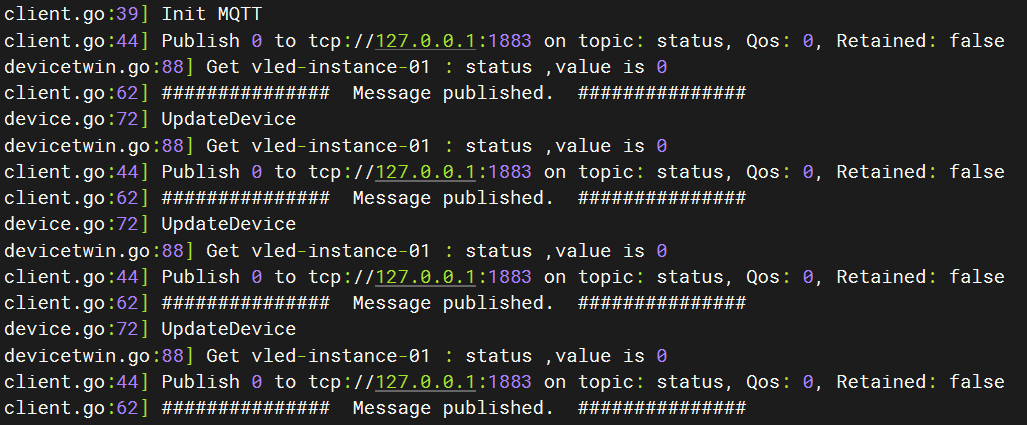 client.go:39] Init MQTT
client.go:44] Publish 0 to tcp://127.0.0.1:1883 on topic: status, Qos: 0, Retained: false
devicetwin.go:88] Get vled-instance-01 : status ,value is 0
client.go:62] ###############  Message published.  ###############
device.go:72] UpdateDevice
devicetwin.go:88] Get vled-instance-01 : status ,value is 0
client.go:44] Publish 0 to tcp://127.0.0.1:1883 on topic: status, Qos: 0, Retained: false
client.go:62] ###############  Message published.  ###############
device.go:72] UpdateDevice
devicetwin.go:88] Get vled-instance-01 : status ,value is 0
client.go:44] Publish 0 to tcp://127.0.0.1:1883 on topic: status, Qos: 0, Retained: false
client.go:62] ###############  Message published.  ###############
device.go:72] UpdateDevice
devicetwin.go:88] Get vled-instance-01 : status ,value is 0
client.go:44] Publish 0 to tcp://127.0.0.1:1883 on topic: status, Qos: 0, Retained: false
client.go:62] ###############  Message published.  ###############